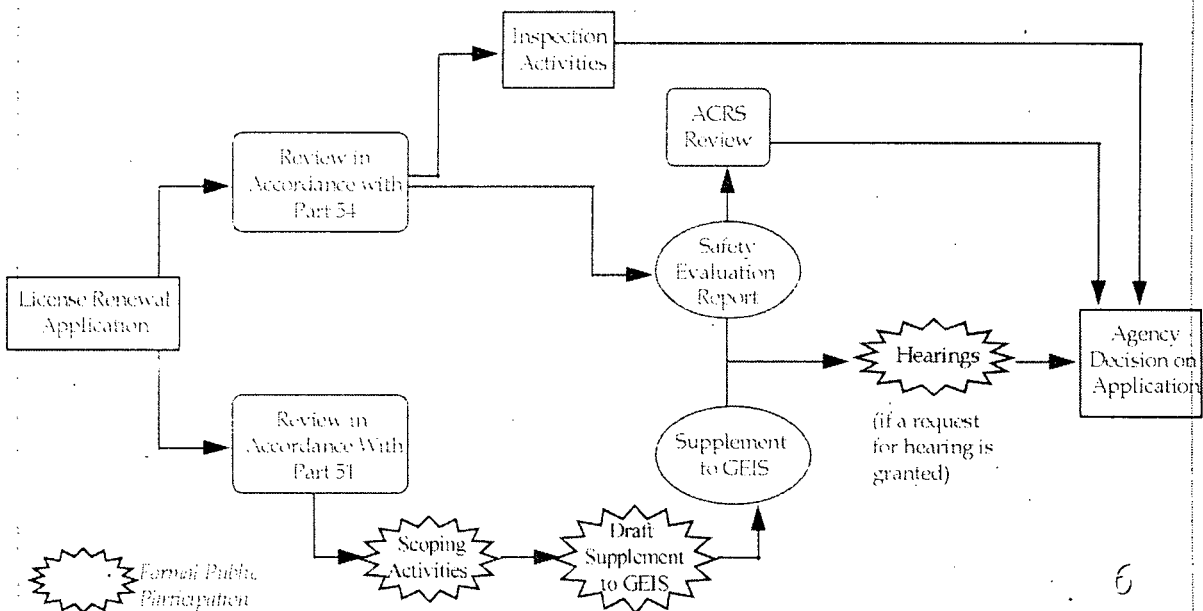 Inspection
Activities
ACRS
Review
Review in
Accordance with
Part 54
Safety
Evaluation
Report
License Renewal
Application
Hearings
Agency
Decision on
Application
(if a request
for hearing is
granted)
Review in
Accordance With
Part 51
Supplement
to GEIS
Scoping
Activities
Draft
Supplement
to GEIS
Formal Public
Participation
6